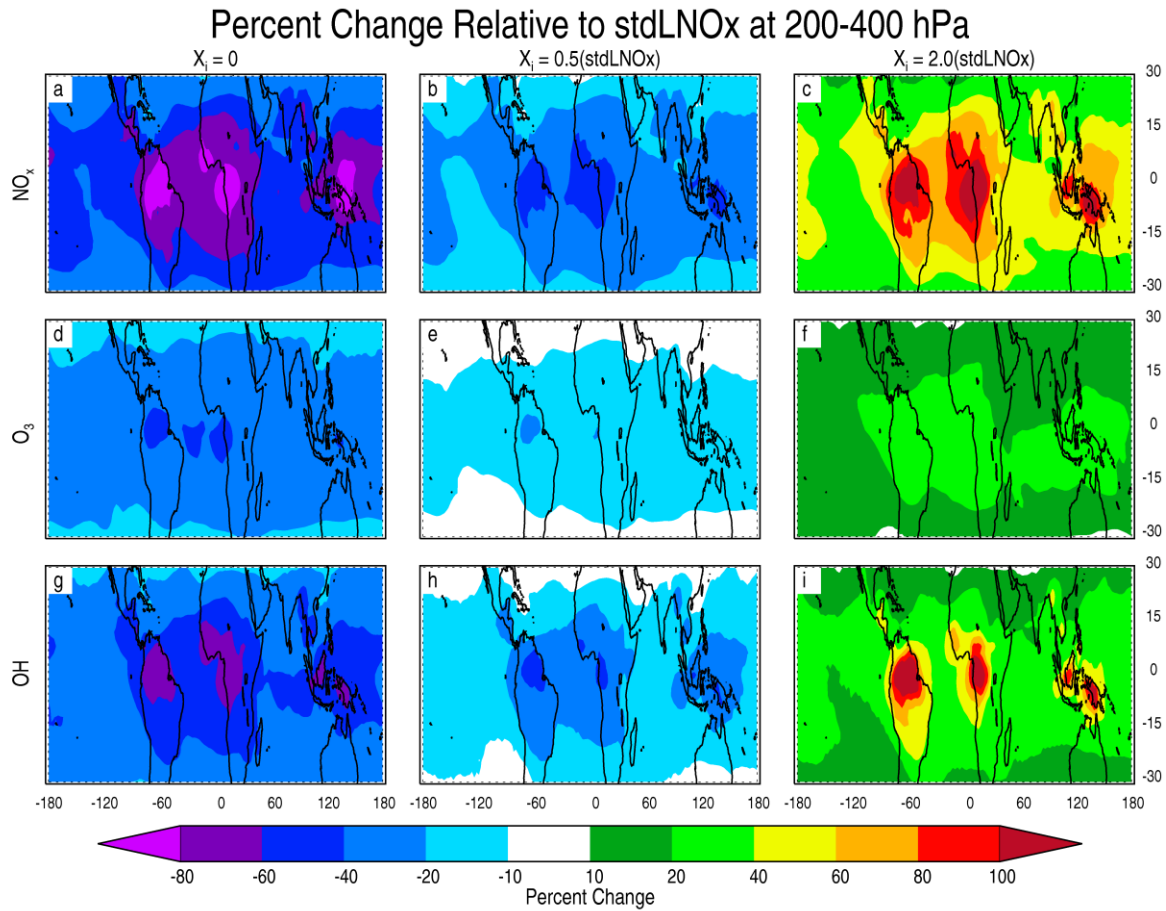 Percent Change Relative to stdLNOx at 200-400 hPa
Xi = 0 Xi = 0.5(stdLNOx) Xi = 2.0(stdLNOx)
a b c
NOx
30
15
0
-15
-30
d e f
O3
30
15
0
-15
-30
g h i
OH
30
15
0
-15
-30
-180 -120 -60 0 60 120 180 -180 -120 -60 0 60 120 180 -180 -120 -60 0 60 120 180
-80 -60 -40 -20 -10 10 20 40 60 80 100
Percent Change